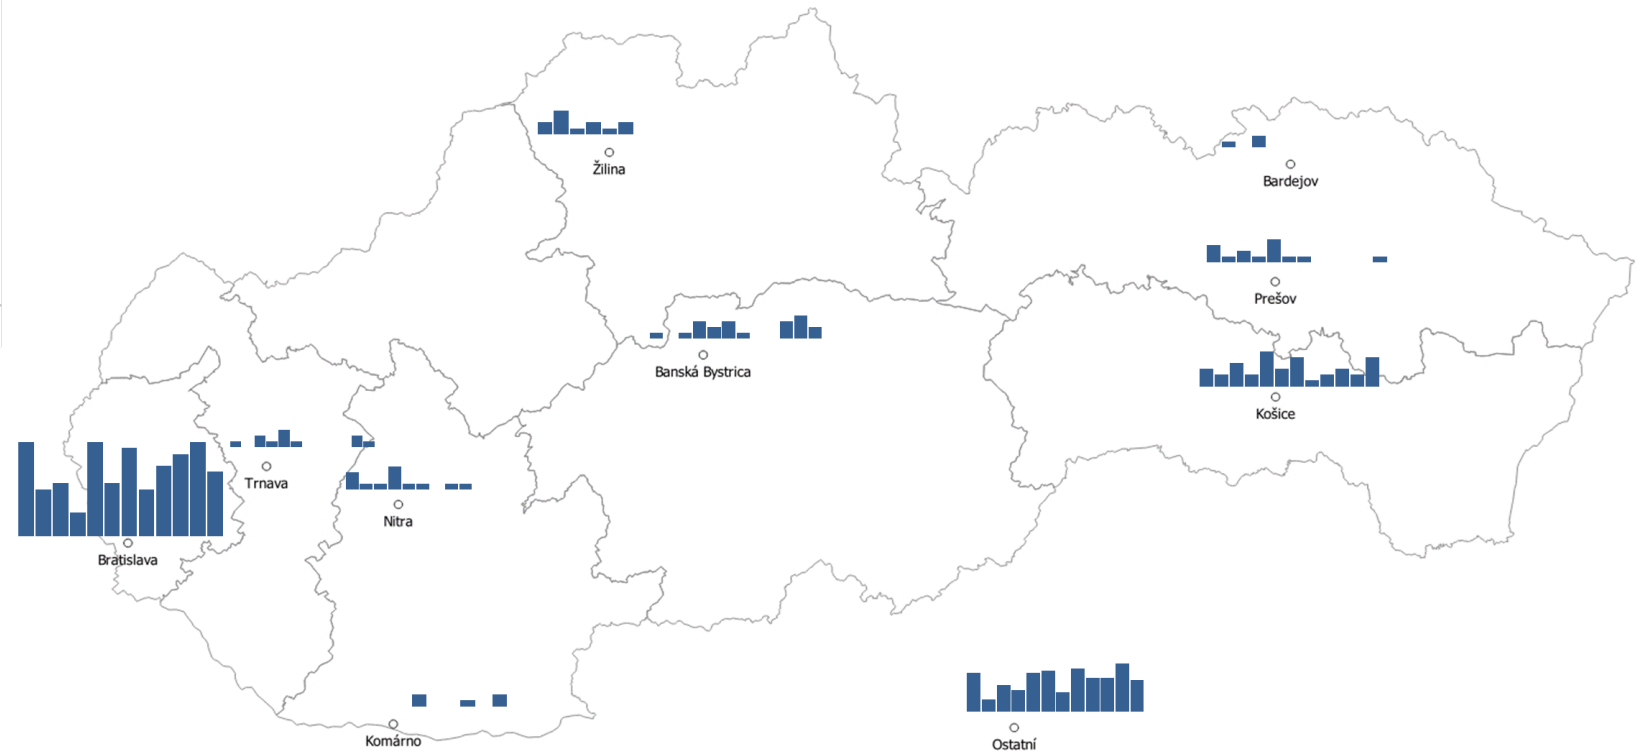 Žilina
Bardejov
Prešov
Banská Bystrica
Košice
Trnava
Nitra
Bratislava
Komárno
Ostatní